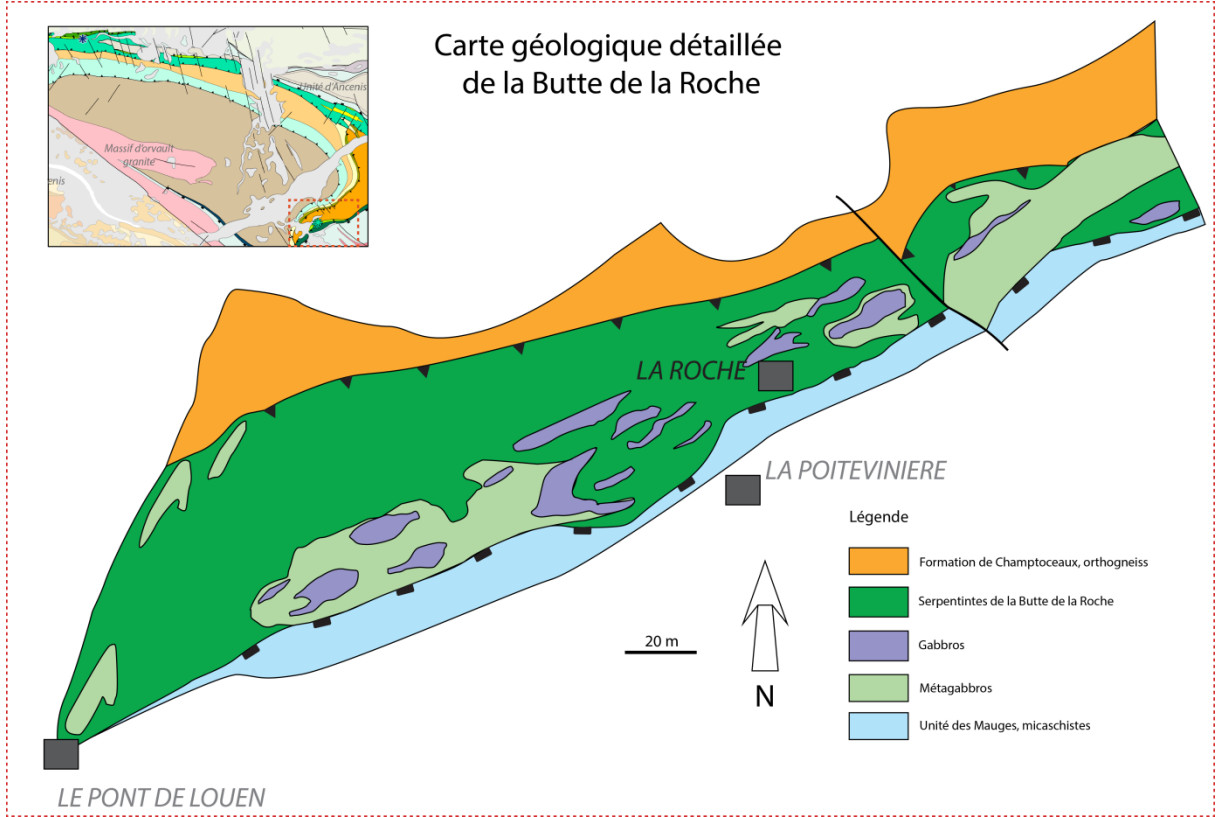 Carte géologique détaillée
de la Butte de la Roche
Unité d'Ancenis
Massif d'orvault
granite
enis
LA ROCHE
LA POITEVINIERE
Légende
Formation de Champtoceaux, orthogneiss
Serpentintes de la Butte de la Roche
Gabbros
Métagabbros
Unité des Mauges, micaschistes
20 m
N
LE PONT DE LOUEN